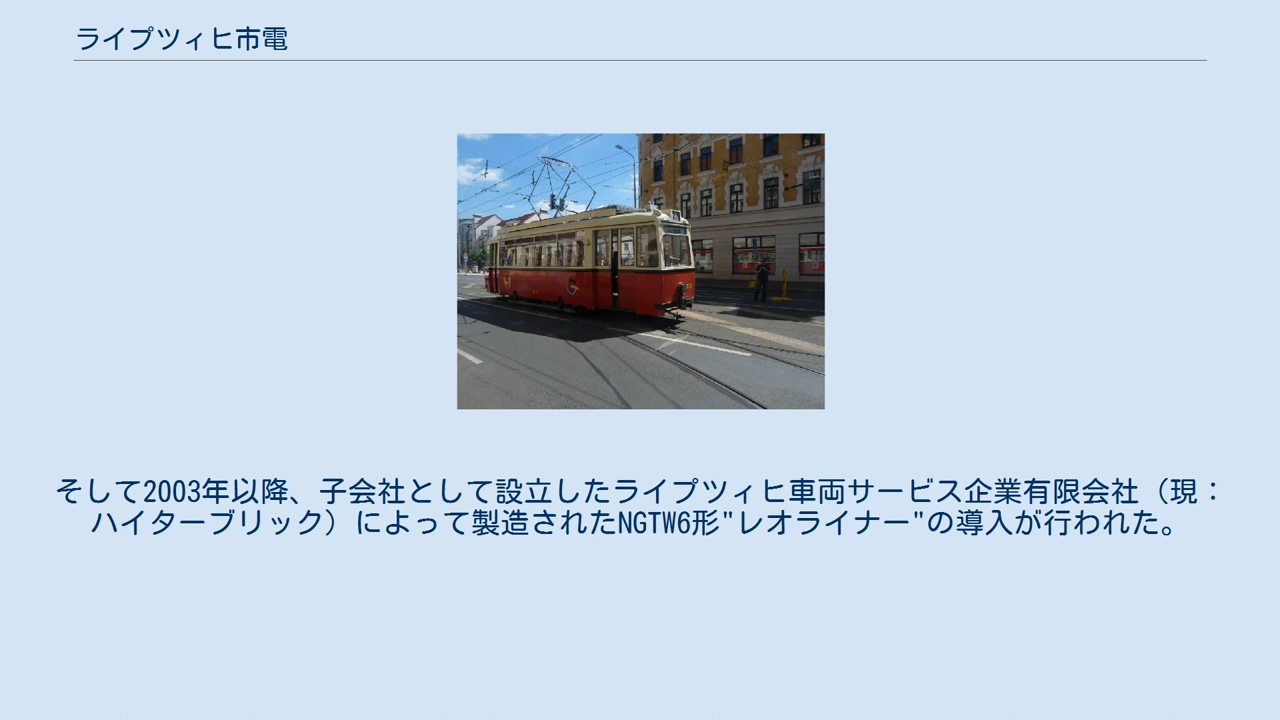 ライプツィヒ市電
そして2003年以降、子会社として設立したライプツィヒ車両サービス企業有限会社（現：
ハイターブリック）によって製造されたNGTW6形"レオライナー"の導入が行われた。